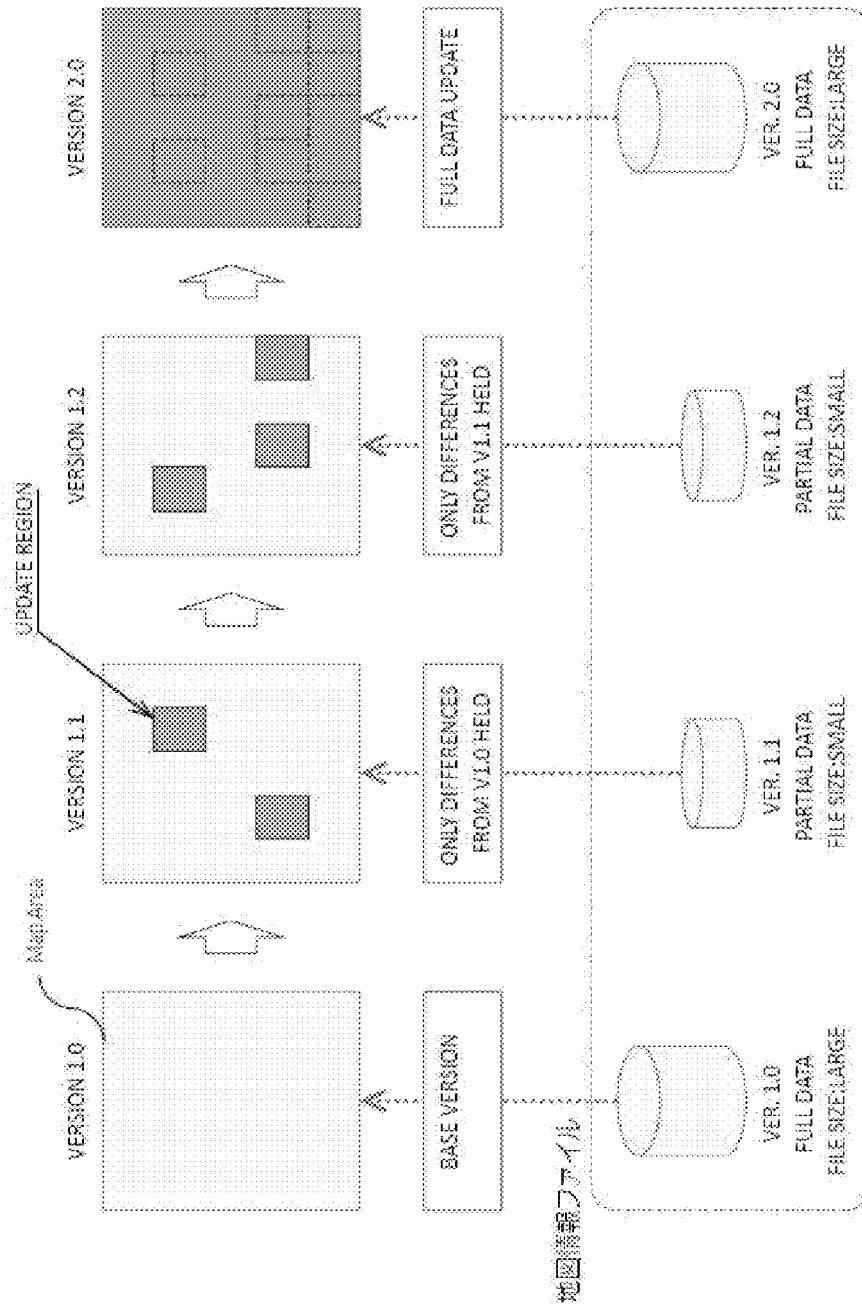 UPDATE REGION
Map Area
VERSION 1.0
VERSION 1.1
VERSION 1.2
VERSION 2.0
BASE VERSION
ONLY DIFFERENCES
FROM V1.0 HELD
ONLY DIFFERENCES
FROM V1.1 HELD
FULL DATA UPDATE
地図情報ファイル
VER. 1.0
FULL DATA
FILE SIZE:LARGE
VER. 1.1
PARTIAL DATA
FILE SIZE:SMALL
VER. 1.2
PARTIAL DATA
FILE SIZE:SMALL
VER. 2.0
FULL DATA
FILE SIZE:LARGE